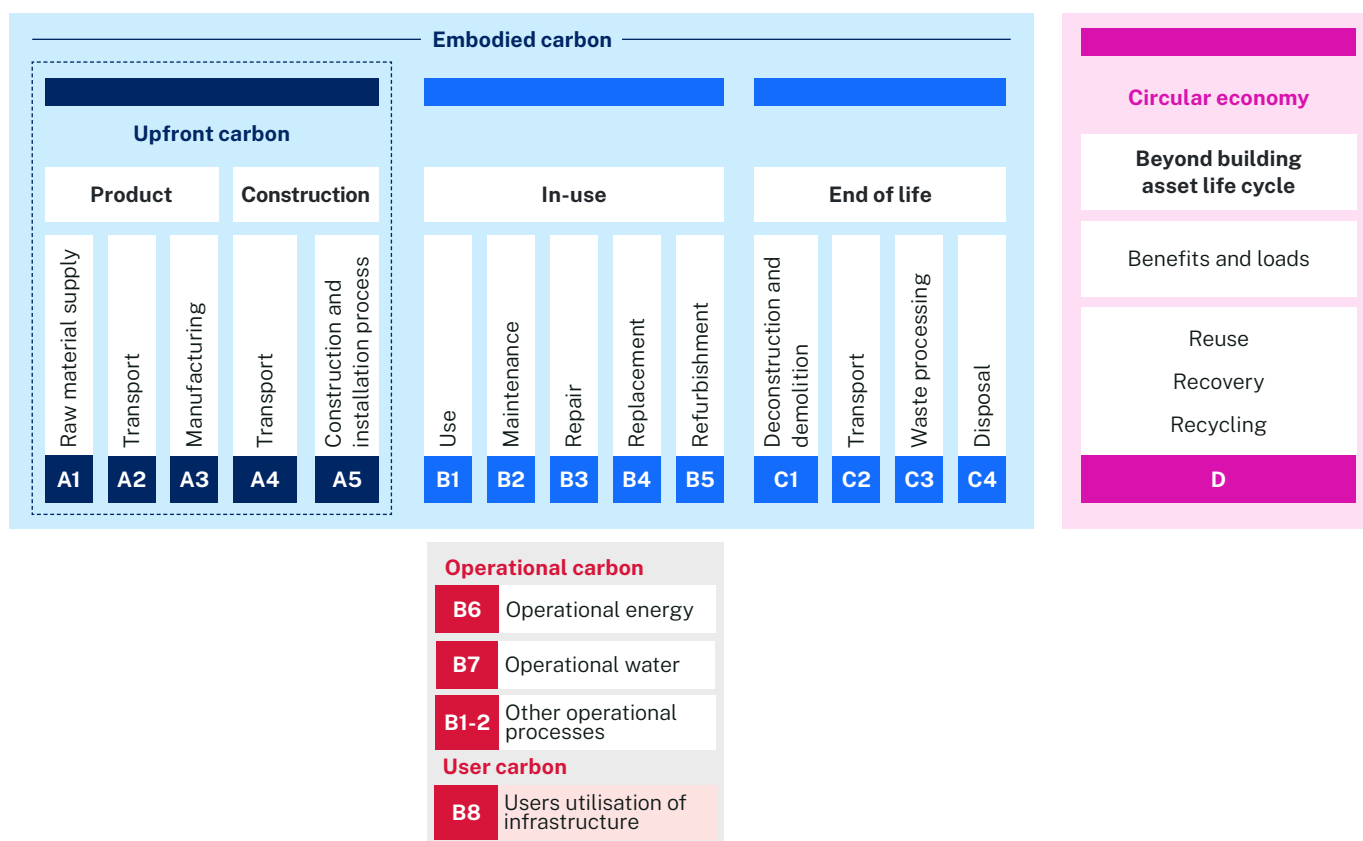 Embodied carbon
Upfront carbon
Product
Construction
In-use
End of life
Raw material supply
Transport
Manufacturing
Transport
Construction and
installation process
Use
Maintenance
Repair
Replacement
Refurbishment
Deconstruction and
demolition
Transport
Waste processing
Disposal
A1
A2
A3
A4
A5
B1
B2
B3
B4
B5
C1
C2
C3
C4
Circular economy
Beyond building
asset life cycle
Benefits and loads
Reuse
Recovery
Recycling
D
Operational carbon
B6 Operational energy
B7 Operational water
B1-2 Other operational
processes
User carbon
B8 Users utilisation of
infrastructure